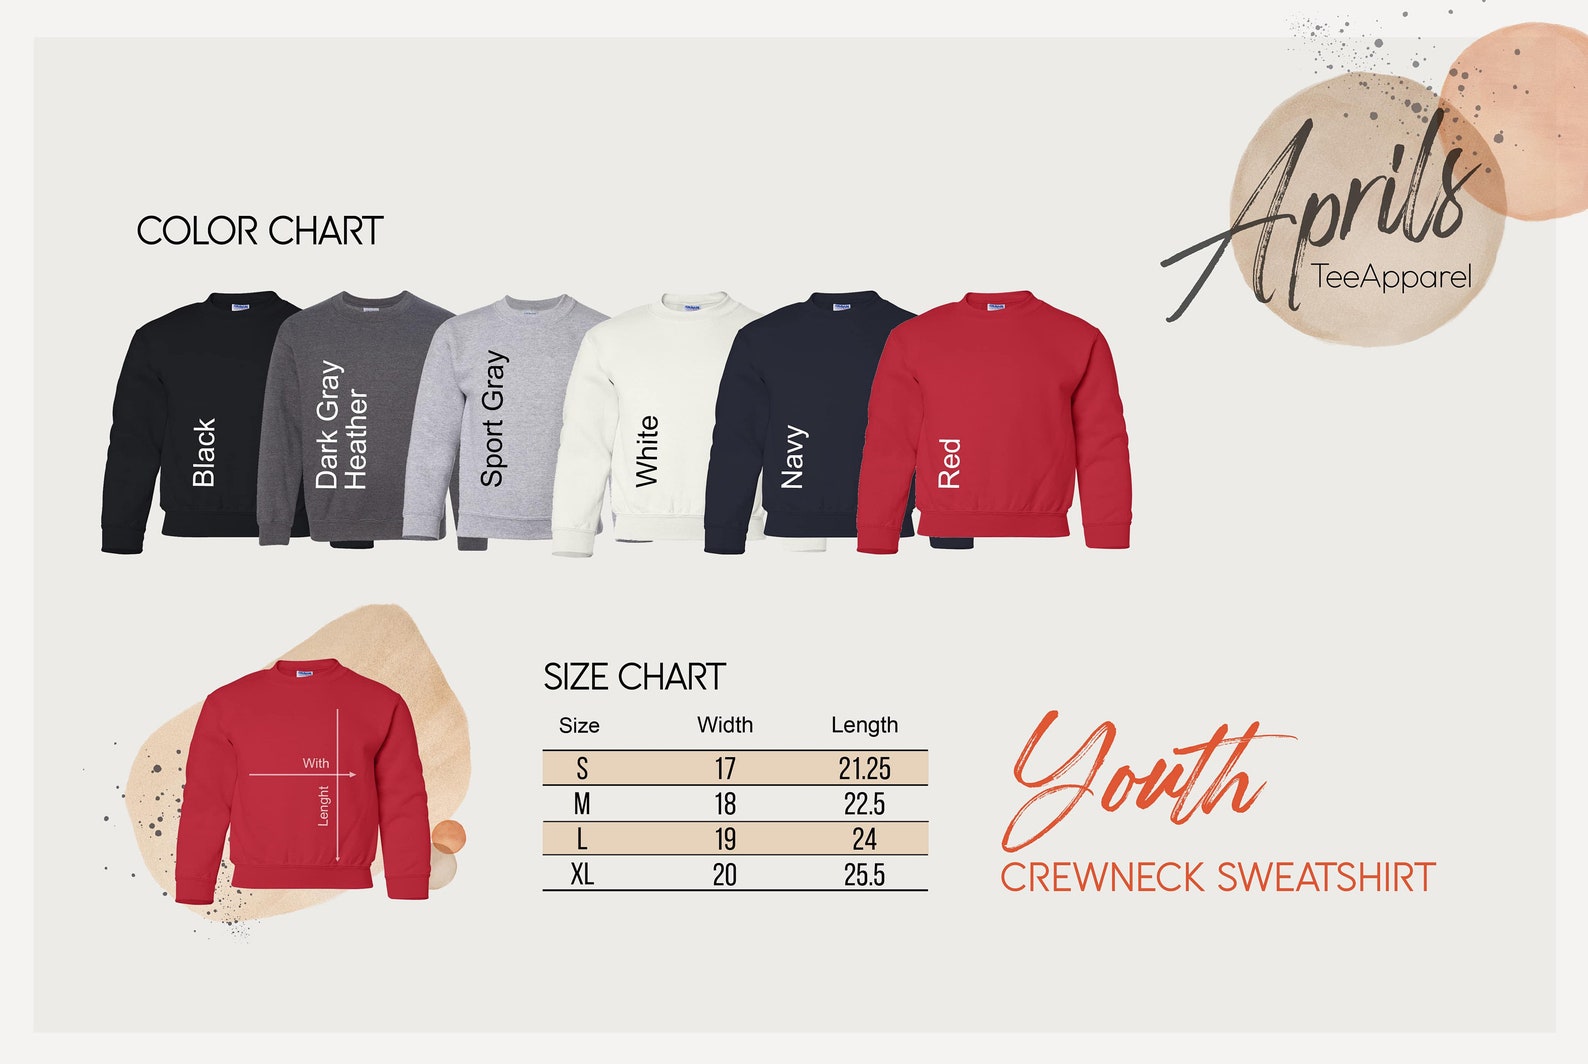 Aprils
TeeApparel
COLOR CHART
Black
Dark Gray
Heather
Sport Gray
White
Navy
Red
With
Lenght
SIZE CHART
Size Width Length
S 17 21.25
M 18 22.5
L 19 24
XL 20 25.5
Youth
CREWNECK SWEATSHIRT